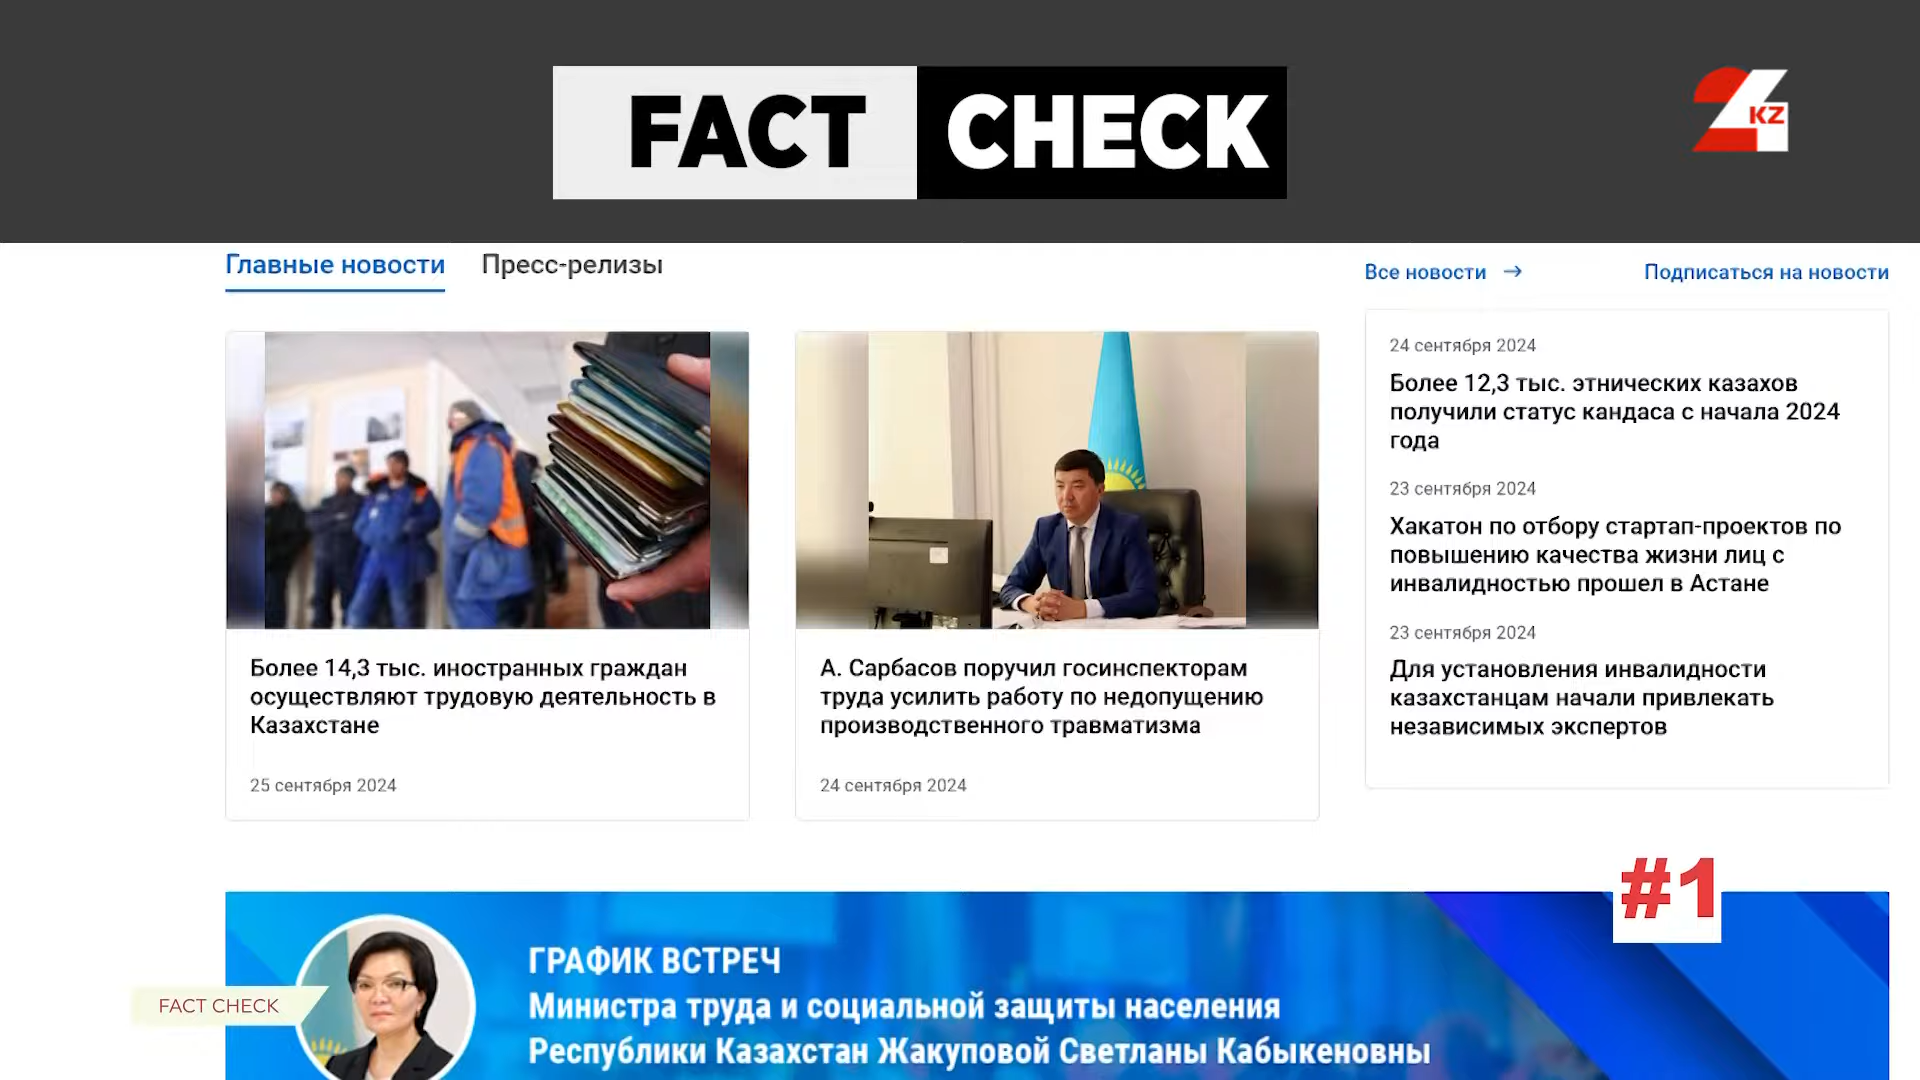 FACT CHECK
24 KZ
Главные новости
Пресс-релизы
Все новости →
Подписаться на новости
Более 14,3 тыс. иностранных граждан
осуществляют трудовую деятельность в
Казахстане
25 сентября 2024
А. Сарбасов поручил госинспекторам
труда усилить работу по недопущению
производственного травматизма
24 сентября 2024
24 сентября 2024
Более 12,3 тыс. этнических казахов
получили статус кандаса с начала 2024
года
23 сентября 2024
Хакатон по отбору стартап-проектов по
повышению качества жизни лиц с
инвалидностью прошел в Астане
23 сентября 2024
Для установления инвалидности
казахстанцам начали привлекать
независимых экспертов
#1
ГРАФИК ВСТРЕЧ
Министра труда и социальной защиты населения
Республики Казахстан Жакуповой Светланы Кабыкеновны
FACT CHECK